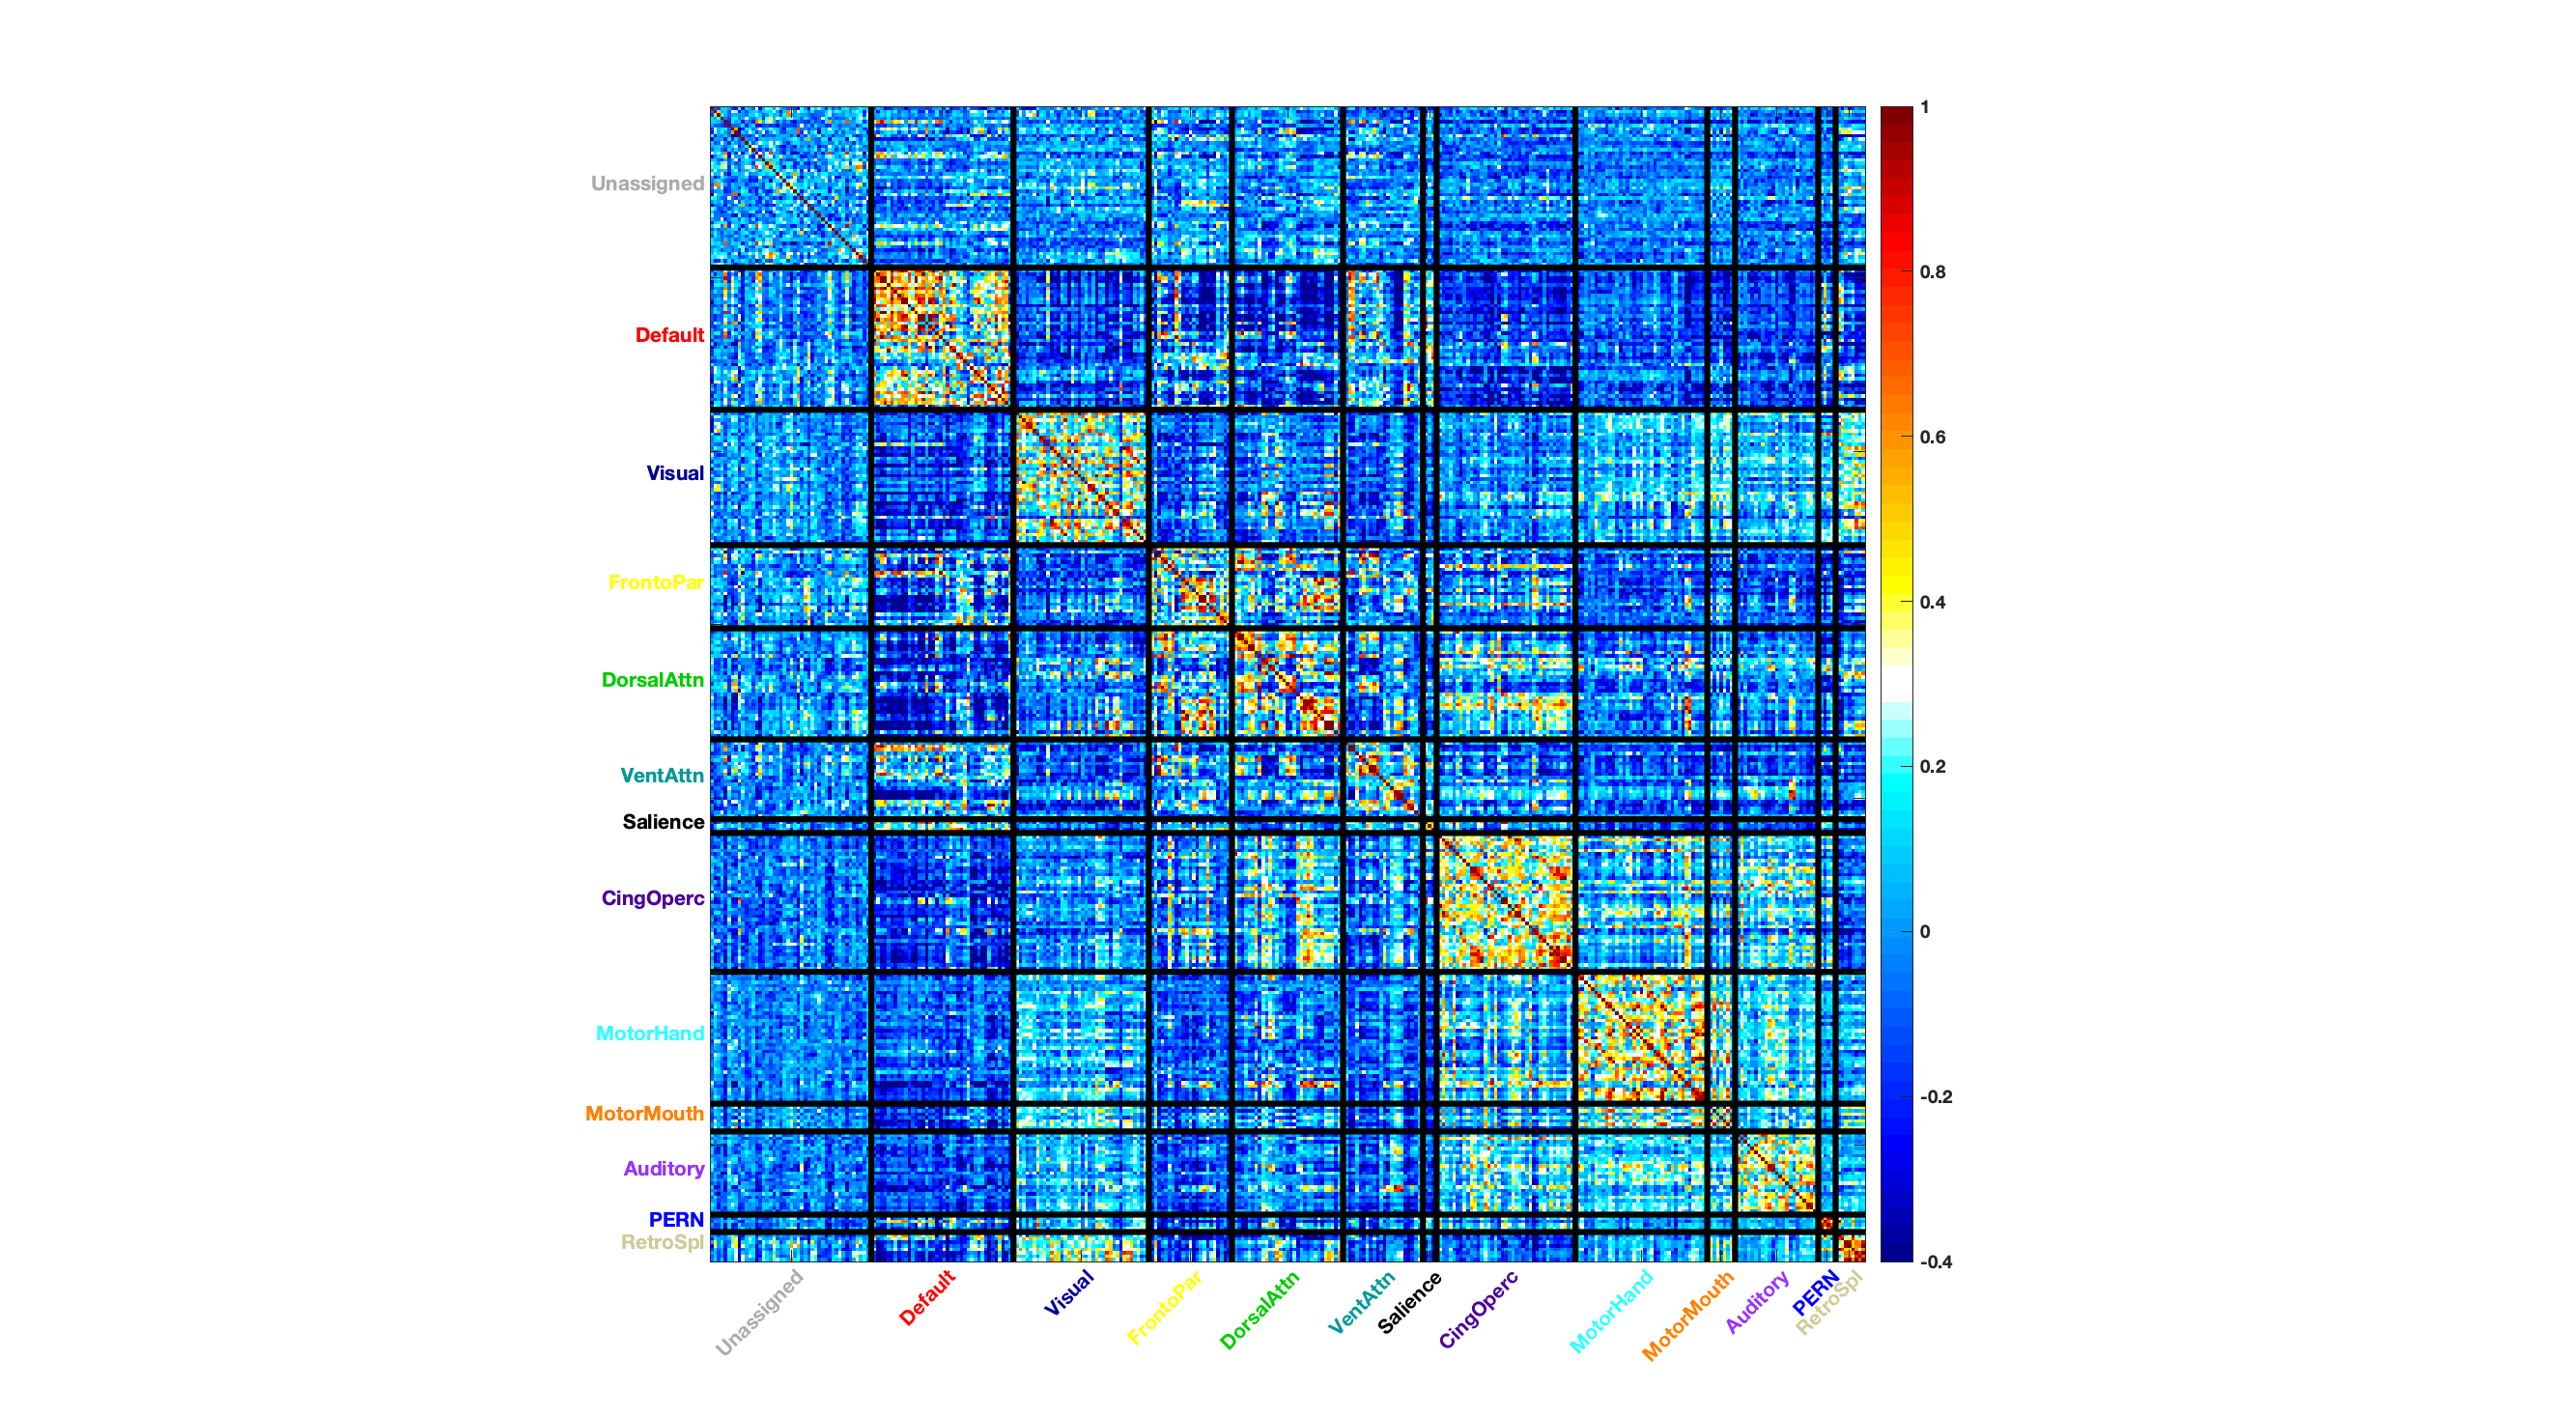 Unassigned
Default
Visual
FrontoPar
DorsalAttn
VentAttn
Salience
CingOperc
MotorHand
MotorMouth
Auditory
PERN
RetroSpl
Unassigned
Default
Visual
FrontoPar
DorsalAttn
VentAttn
Salience
CingOperc
MotorHand
MotorMouth
Auditory
PERN
RetroSpl
1
0.8
0.6
0.4
0.2
0
-0.2
-0.4